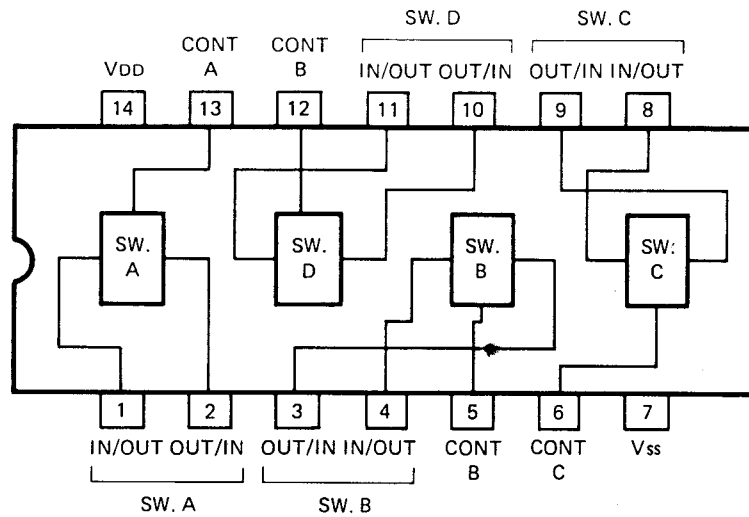 SW. D SW. C
CONT CONT
VDD A B IN/OUT OUT/IN OUT/IN IN/OUT
14 13 12 11 10 9 8
SW. SW. SW. SW:
A D B C
1 2 3 4 5 6 7
IN/OUT OUT/IN OUT/IN IN/OUT CONT CONT Vss
B C
SW. A SW. B